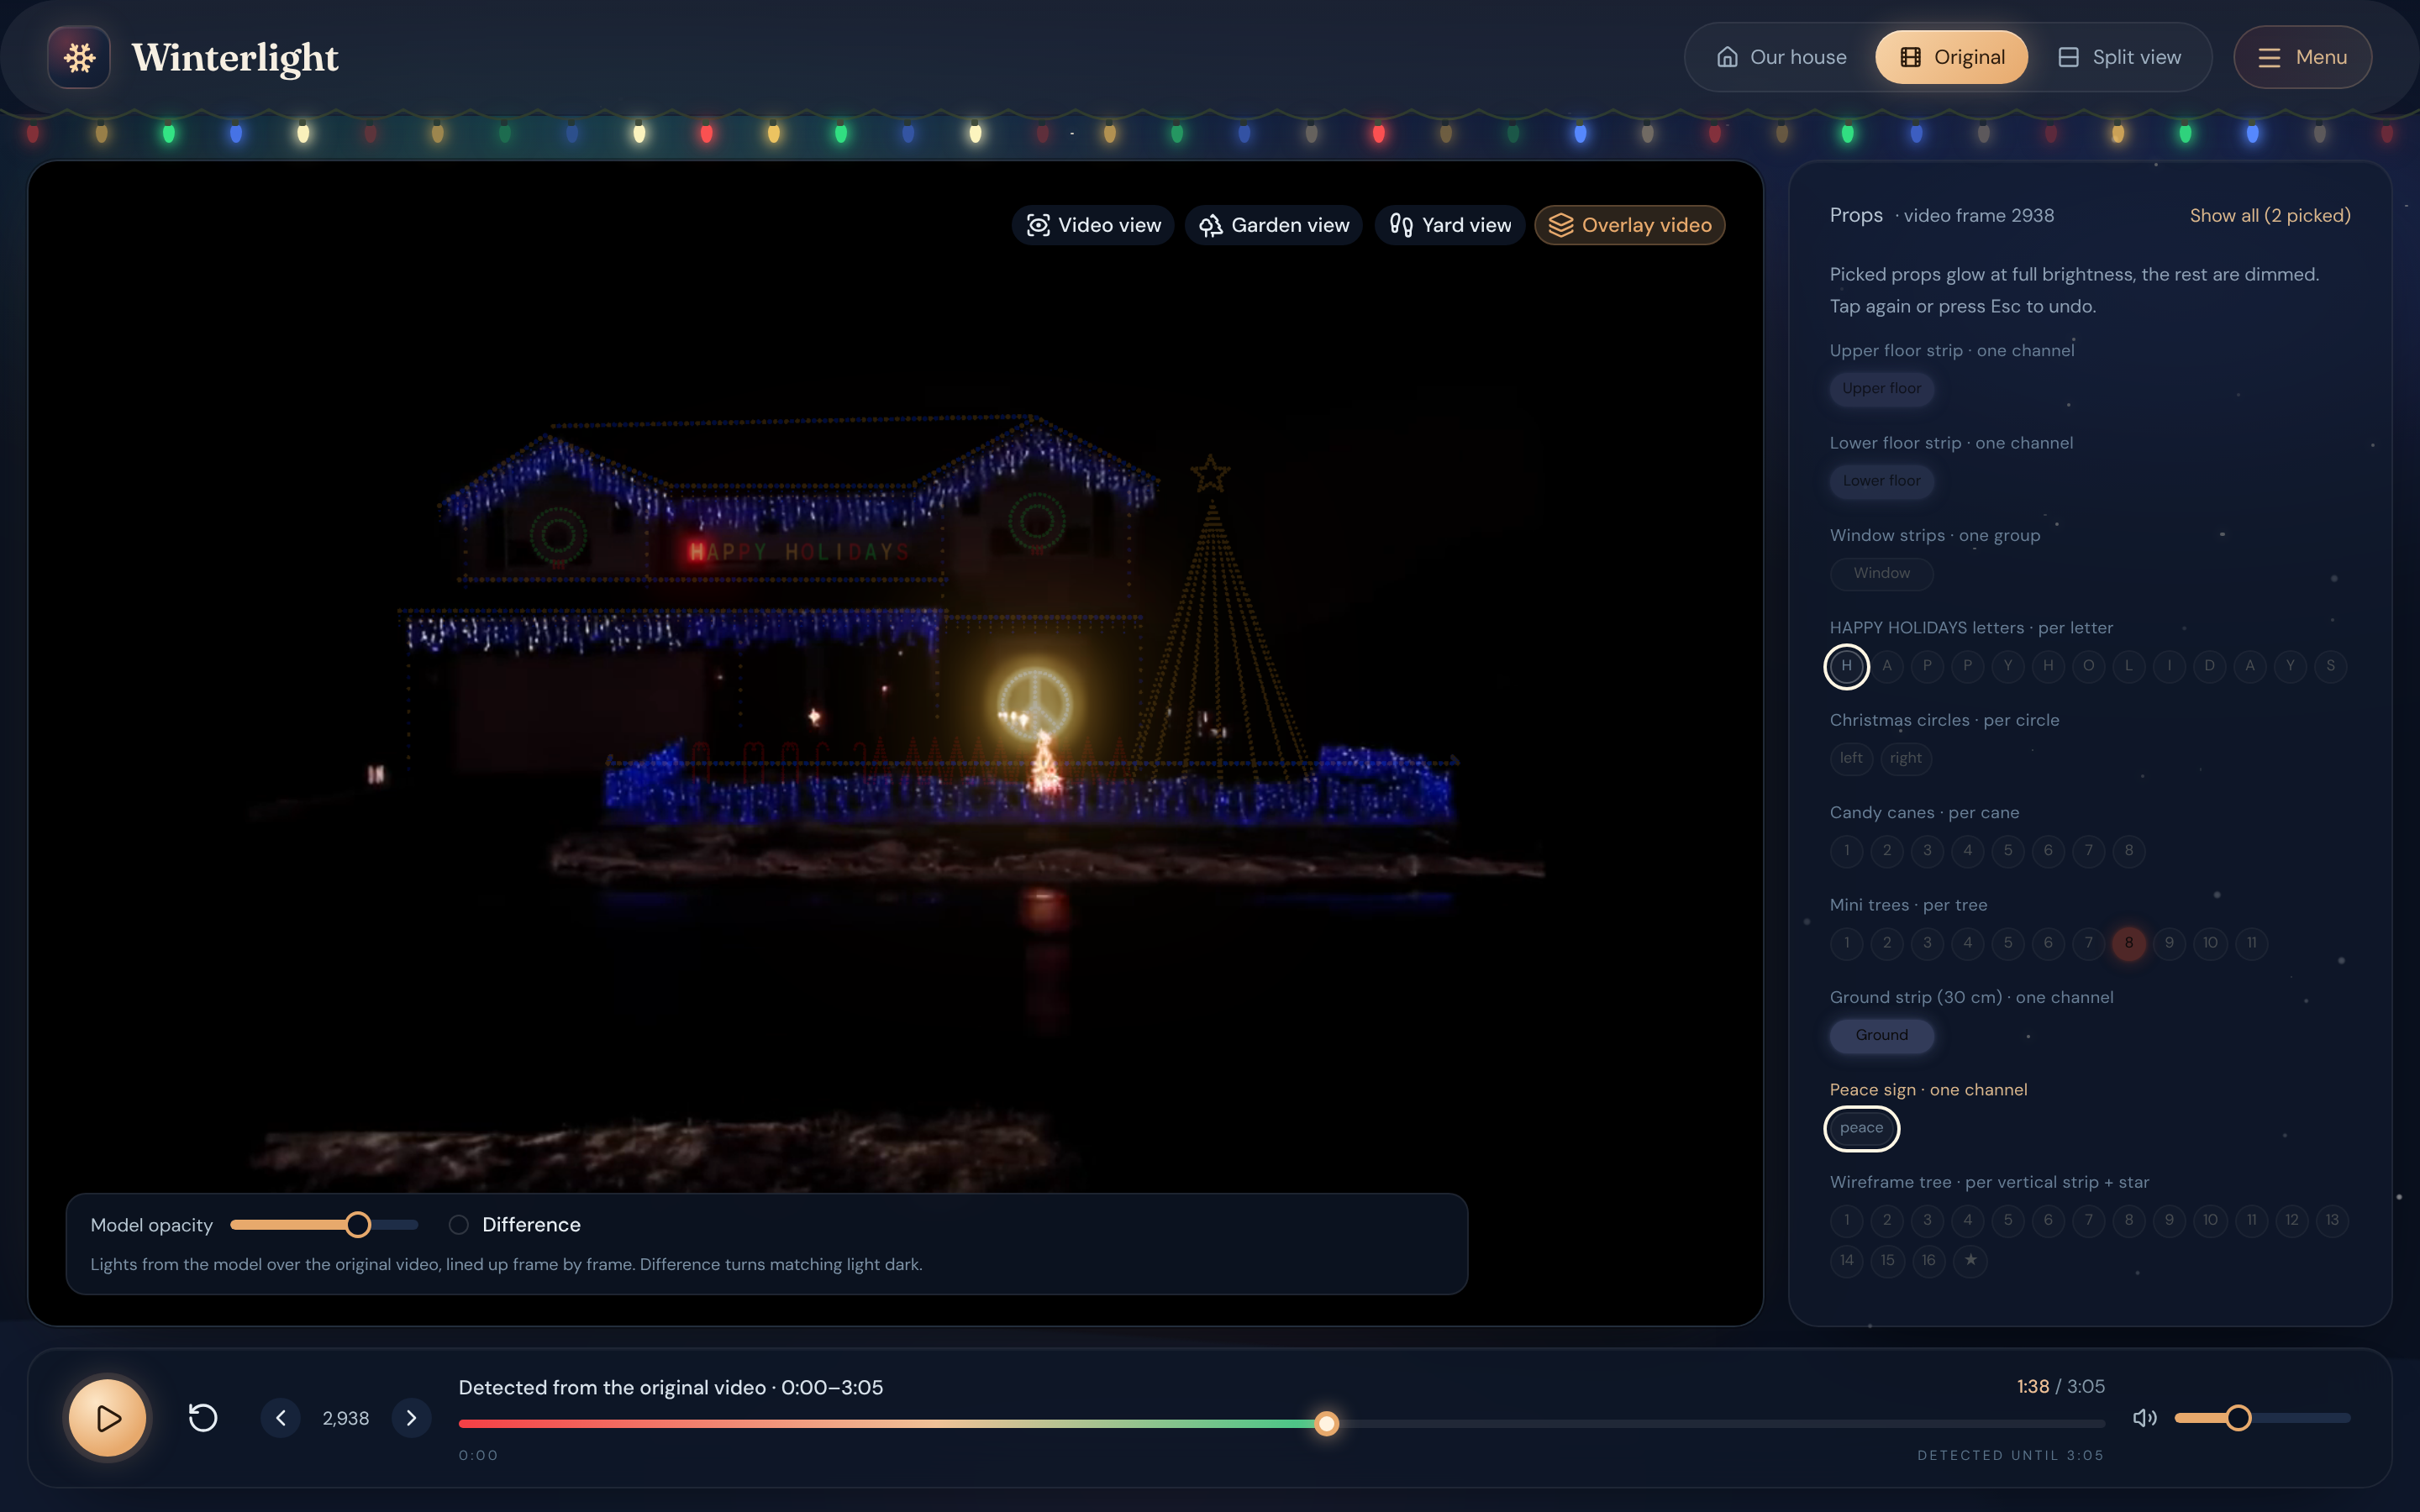 Winterlight
Our house
Original
Split view
Menu
Video view
Garden view
Yard view
Overlay video
HAPPY HOLIDAYS
Model opacity
Difference
Lights from the model over the original video, lined up frame by frame. Difference turns matching light dark.
Props · video frame 2938
Show all (2 picked)
Picked props glow at full brightness, the rest are dimmed.
Tap again or press Esc to undo.
Upper floor strip · one channel
Upper floor
Lower floor strip · one channel
Lower floor
Window strips · one group
Window
HAPPY HOLIDAYS letters · per letter
H A P P Y H O L I D A Y S
Christmas circles · per circle
left right
Candy canes · per cane
1 2 3 4 5 6 7 8
Mini trees · per tree
1 2 3 4 5 6 7 8 9 10 11
Ground strip (30 cm) · one channel
Ground
Peace sign · one channel
peace
Wireframe tree · per vertical strip + star
1 2 3 4 5 6 7 8 9 10 11 12 13
14 15 16 ★
2,938
Detected from the original video · 0:00–3:05
1:38 / 3:05
0:00
DETECTED UNTIL 3:05